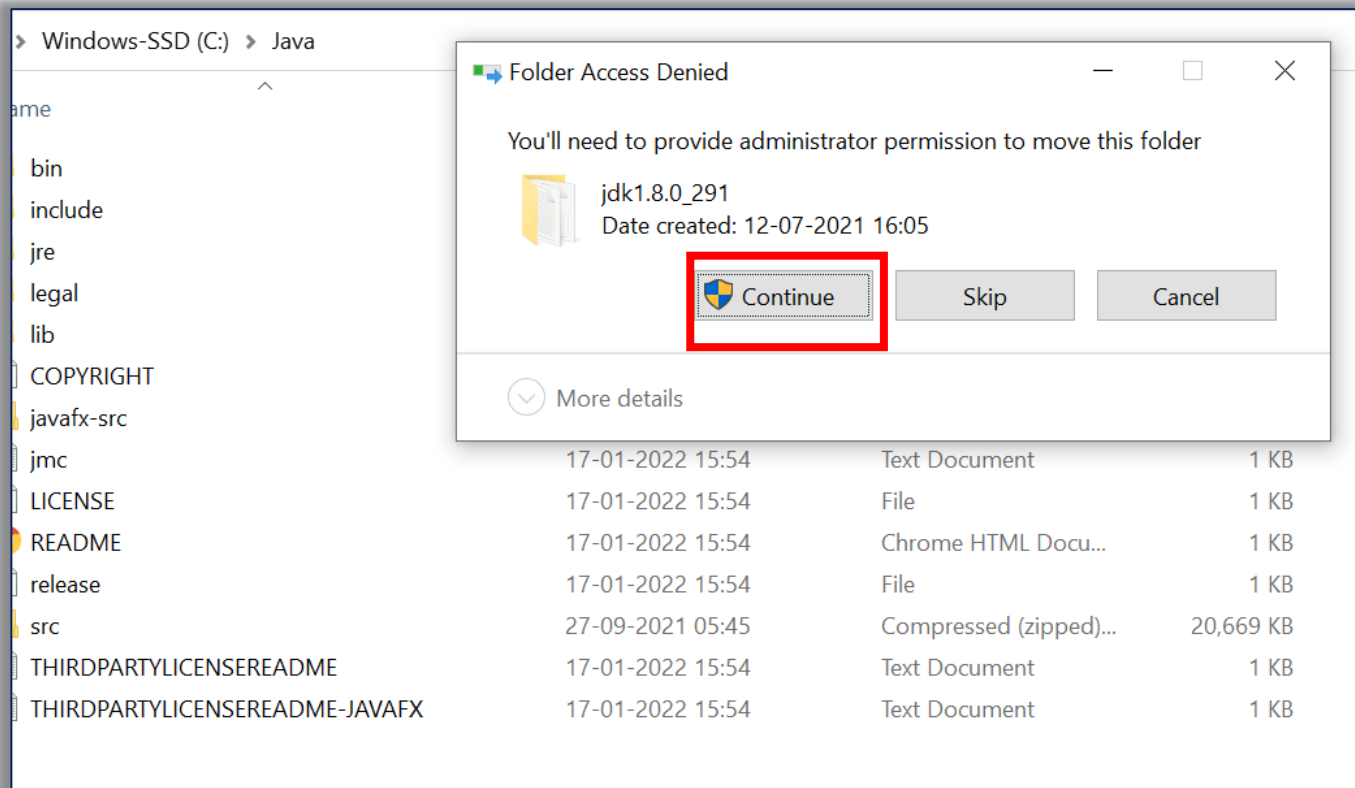 Windows-SSD (C:) > Java
Folder Access Denied
You'll need to provide administrator permission to move this folder
jdk1.8.0_291
Date created: 12-07-2021 16:05
Continue Skip Cancel
More details
ame
bin
include
jre
legal
lib
COPYRIGHT
javafx-src
jmc 17-01-2022 15:54 Text Document 1 KB
LICENSE 17-01-2022 15:54 File 1 KB
README 17-01-2022 15:54 Chrome HTML Docu... 1 KB
release 17-01-2022 15:54 File 1 KB
src 27-09-2021 05:45 Compressed (zipped)... 20,669 KB
THIRDPARTYLICENSEREADME 17-01-2022 15:54 Text Document 1 KB
THIRDPARTYLICENSEREADME-JAVAFX 17-01-2022 15:54 Text Document 1 KB